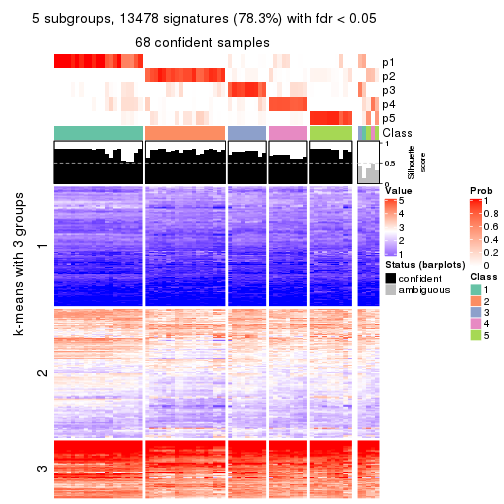 5 subgroups, 13478 signatures (78.3%) with fdr < 0.05
68 confident samples
p1
p2
p3
p4
p5
Class
1
0.5
0
Silhouette
score
k-means with 3 groups
1
2
3
Value
5
4
3
2
1
Status (barplots)
confident
ambiguous
Prob
1
0.8
0.6
0.4
0.2
0
Class
1
2
3
4
5